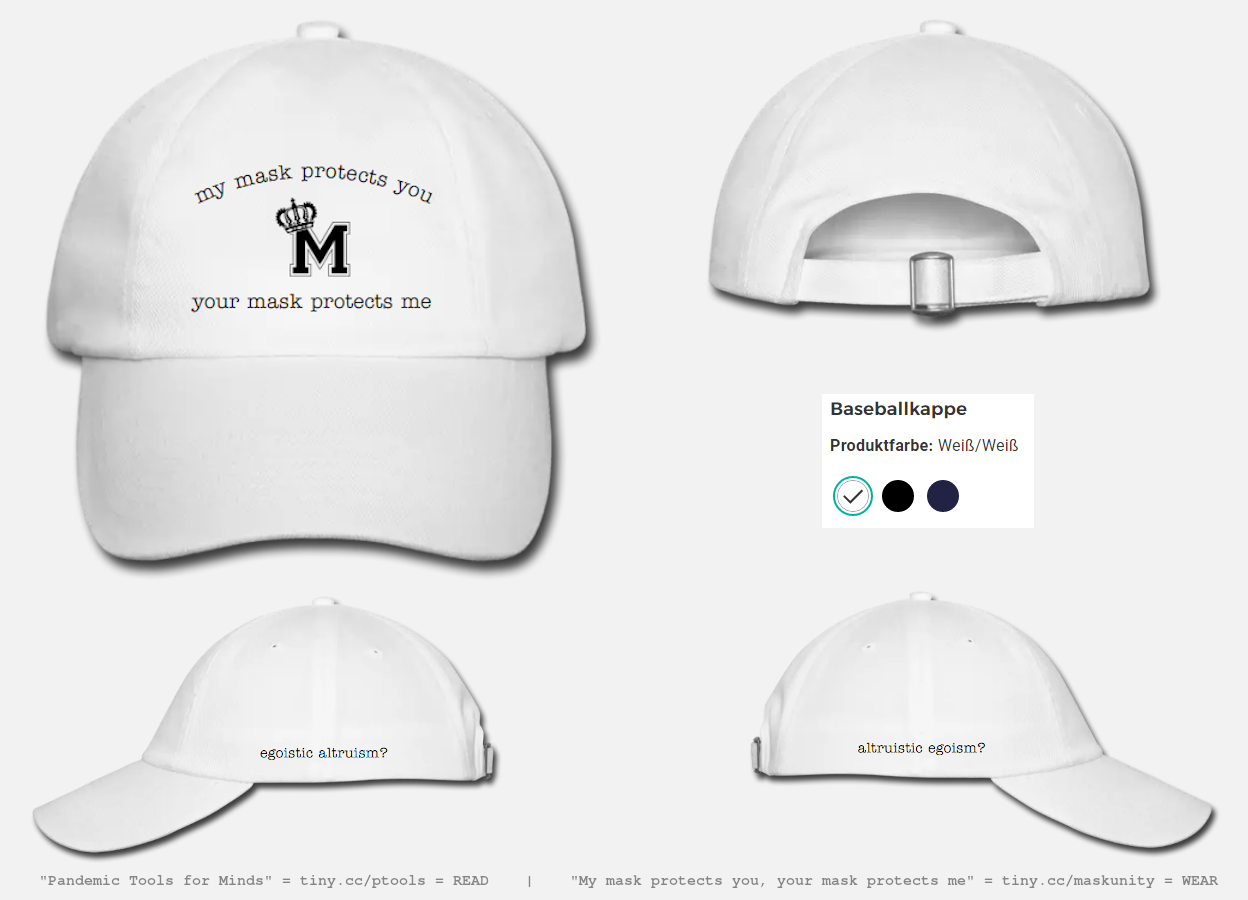 my mask protects you
M
your mask protects me
Baseballkappe
Produktfarbe: Weiß/Weiß
egoistic altruism?
altruistic egoism?
"Pandemic Tools for Minds" = tiny.cc/ptools = READ | "My mask protects you, your mask protects me" = tiny.cc/maskunity = WEAR